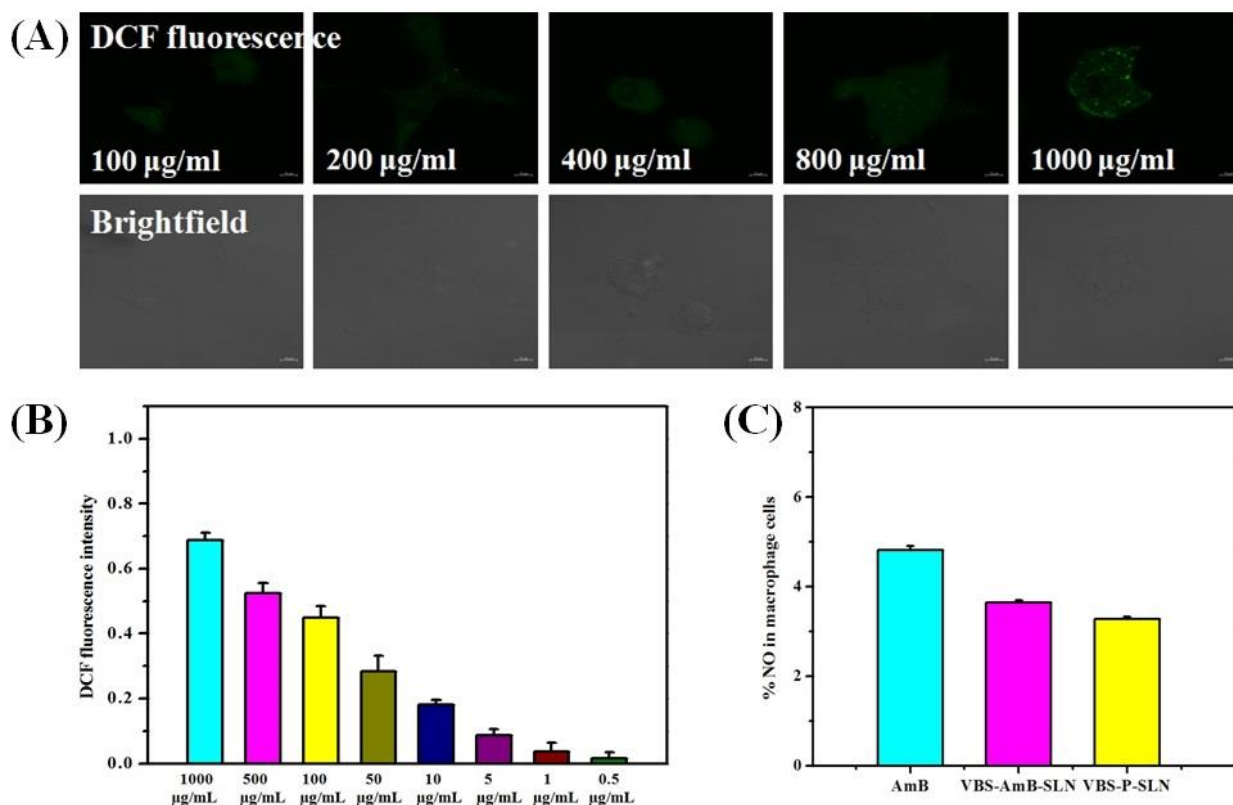 (A)
DCF fluorescence
100 µg/ml
200 µg/ml
400 µg/ml
800 µg/ml
1000 µg/ml
Brightfield
(B)
DCF fluorescence intensity
1.0
0.8
0.6
0.4
0.2
0.0
1000 500 100 50 10 5 1 0.5
µg/mL µg/mL µg/mL µg/mL µg/mL µg/mL µg/mL µg/mL
(C)
% NO in macrophage cells
8
6
4
2
0
AmB VBS-AmB-SLN VBS-P-SLN